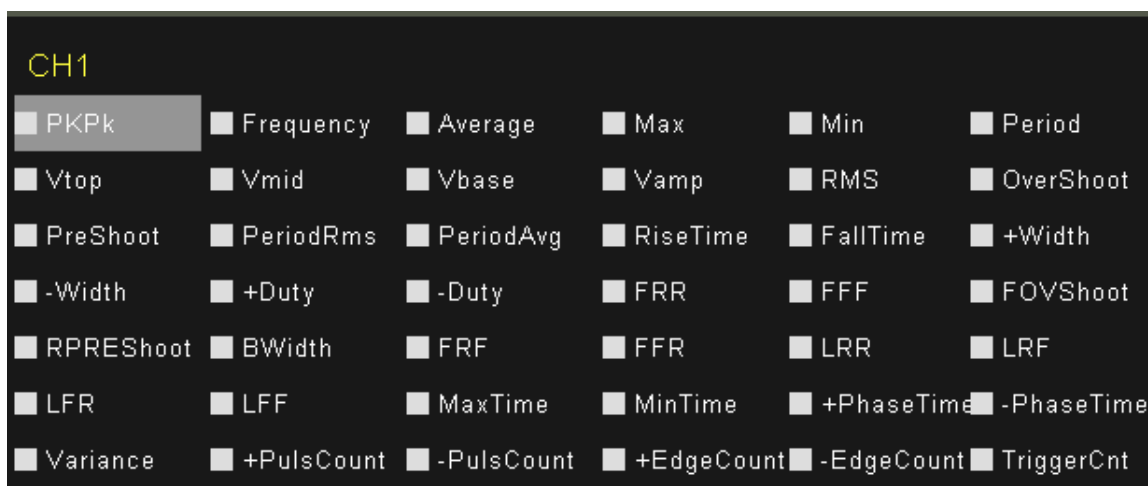 CH1
PKPk Frequency Average Max Min Period
Vtop Vmid Vbase Vamp RMS OverShoot
PreShoot PeriodRms PeriodAvg RiseTime FallTime +Width
-Width +Duty -Duty FRR FFF FOVShoot
RPREShoot BWidth FRF FFR LRR LRF
LFR LFF MaxTime MinTime +PhaseTime -PhaseTime
Variance +PulsCount -PulsCount +EdgeCount -EdgeCount TriggerCnt